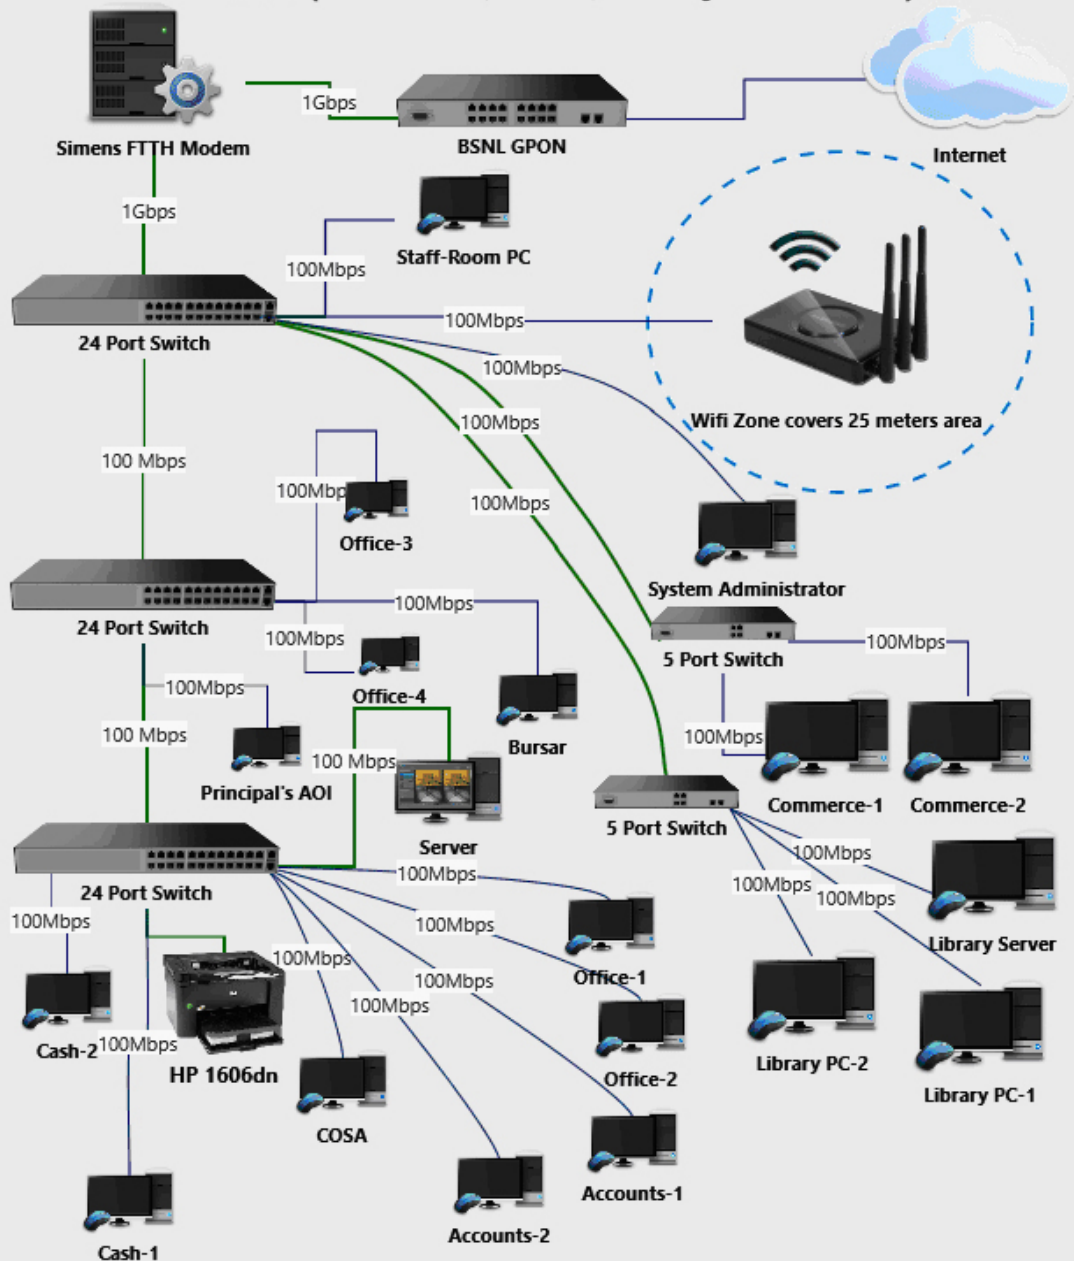 1Gbps
Simens FTTH Modem
BSNL GPON
Internet
1Gbps
Staff-Room PC
100Mbps
24 Port Switch
100Mbps
100Mbps
Wifi Zone covers 25 meters area
100Mbps
100 Mbps
100Mbp
100Mbps
Office-3
System Administrator
24 Port Switch
100Mbps
100Mbps
5 Port Switch
100Mbps
Office-4
100Mbps
100 Mbps
Bursar
100Mbps
100 Mbps
Principal's AOI
Commerce-1
Commerce-2
5 Port Switch
Server
24 Port Switch
100Mbps
100Mbps
100Mbps
100Mbps
100Mbps
100Mbps
Library Server
100Mbps
100Mbps
Office-1
100Mbps
Cash-2
100Mbps
HP 1606dn
Office-2
Library PC-2
Library PC-1
COSA
Accounts-1
Accounts-2
Cash-1